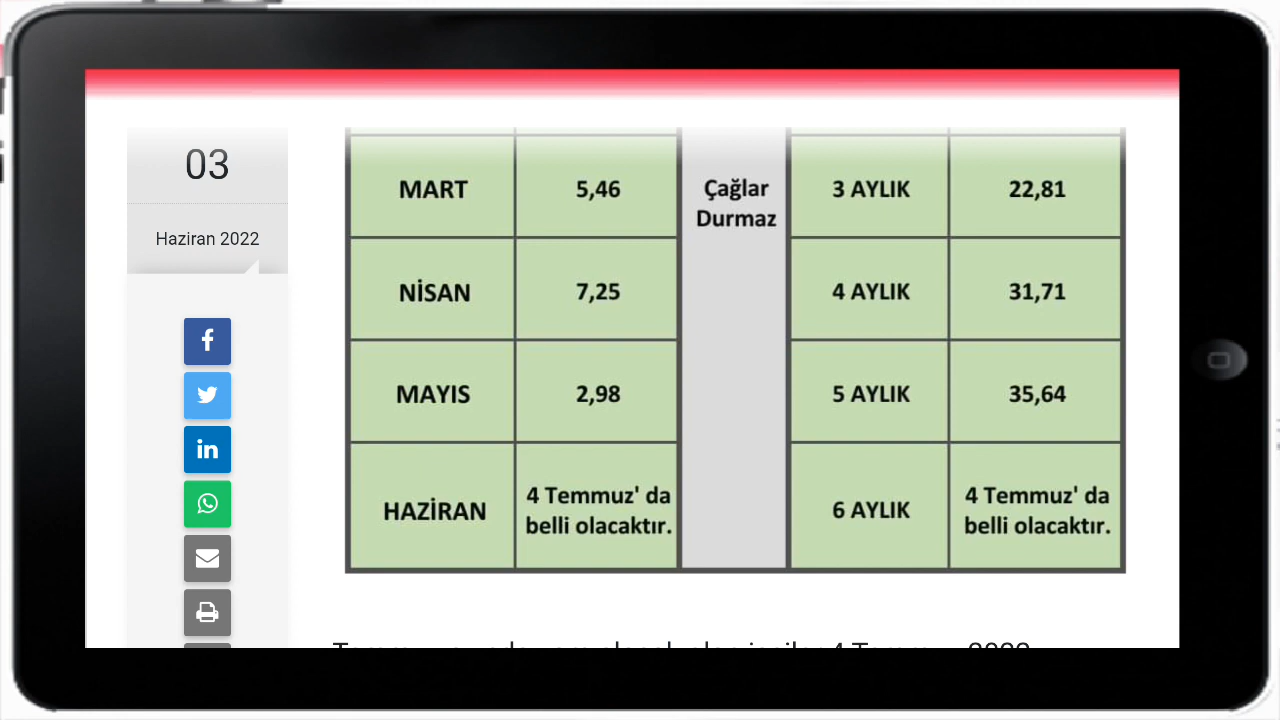 03
Haziran 2022
MART 5,46 Çağlar 3 AYLIK 22,81
Durmaz
NİSAN 7,25 4 AYLIK 31,71
MAYIS 2,98 5 AYLIK 35,64
HAZİRAN 4 Temmuz' da belli olacaktır. 6 AYLIK 4 Temmuz' da belli olacaktır.